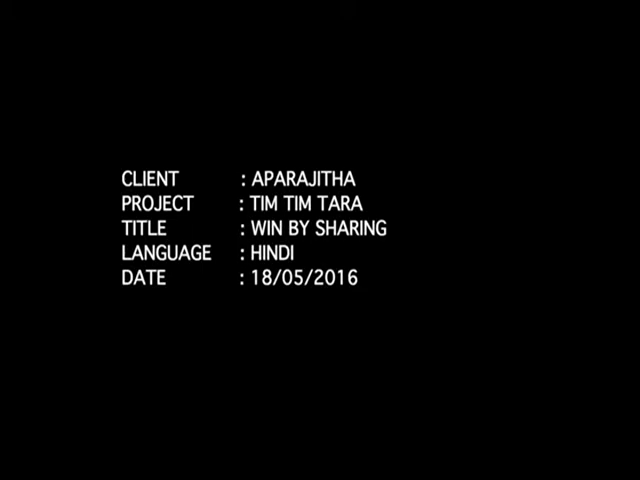 CLIENT : APARAJITHA
PROJECT : TIM TIM TARA
TITLE : WIN BY SHARING
LANGUAGE : HINDI
DATE : 18/05/2016